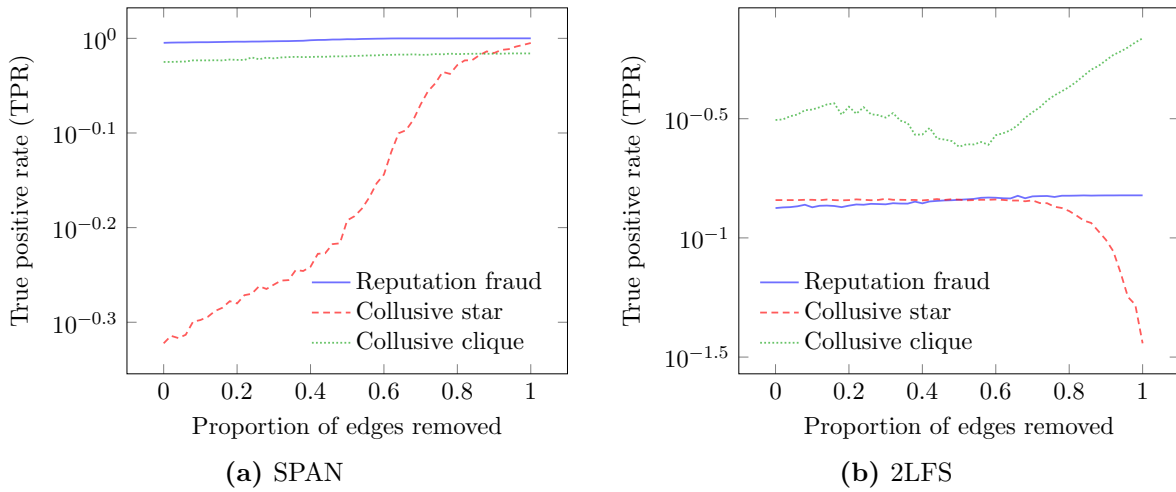 True positive rate (TPR)
10^0
10^−0.1
10^−0.2
10^−0.3
Reputation fraud
Collusive star
Collusive clique
0 0.2 0.4 0.6 0.8 1
Proportion of edges removed
(a) SPAN
True positive rate (TPR)
10^−0.5
10^−1
10^−1.5
Reputation fraud
Collusive star
Collusive clique
0 0.2 0.4 0.6 0.8 1
Proportion of edges removed
(b) 2LFS